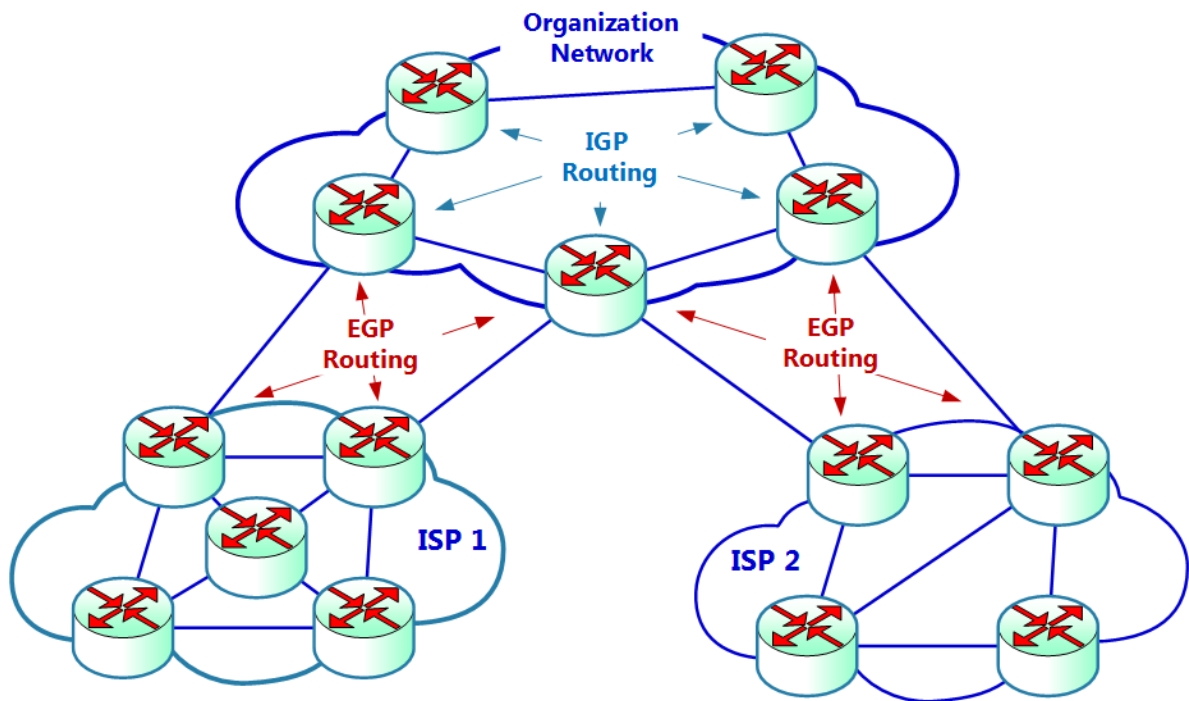 Organization
Network
IGP
Routing
EGP
Routing
EGP
Routing
ISP 1
ISP 2